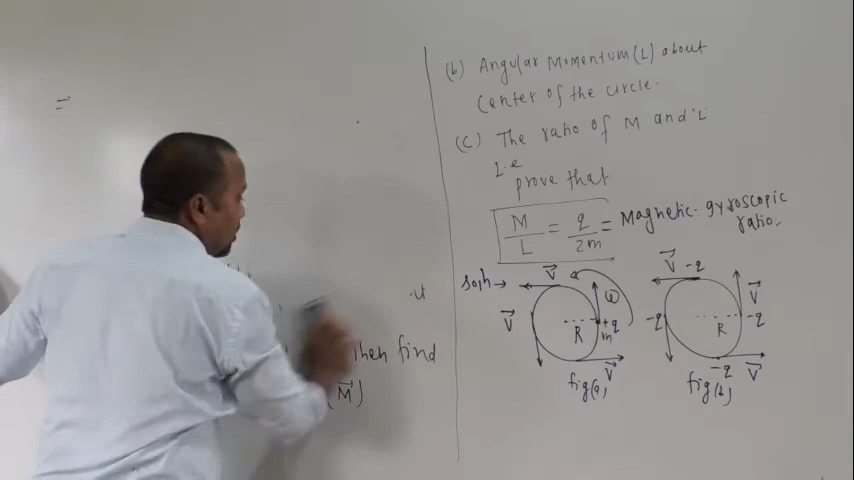 =
ut
then find
(M⃗)
(b) Angular Momentum(L) about
Center of the circle.
(C) The ratio of M and 'L'
i.e
prove that
M/L = q/2m = Magnetic-gyroscopic
ratio.
Soln→
V⃗
V⃗
ω
R
+q
m
V⃗
fig(a)
V⃗ -q
V⃗
-q
R
-q
-q
V⃗
fig(b)